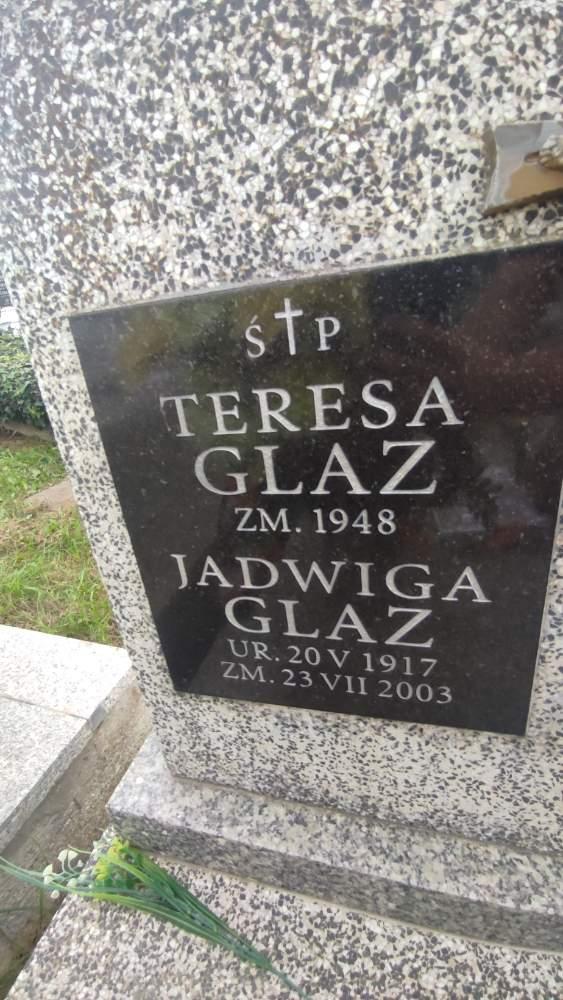 Ś†P
TERESA
GLAZ
ZM. 1948
JADWIGA
GLAZ
UR. 20 V 1917
ZM. 23 VII 2003